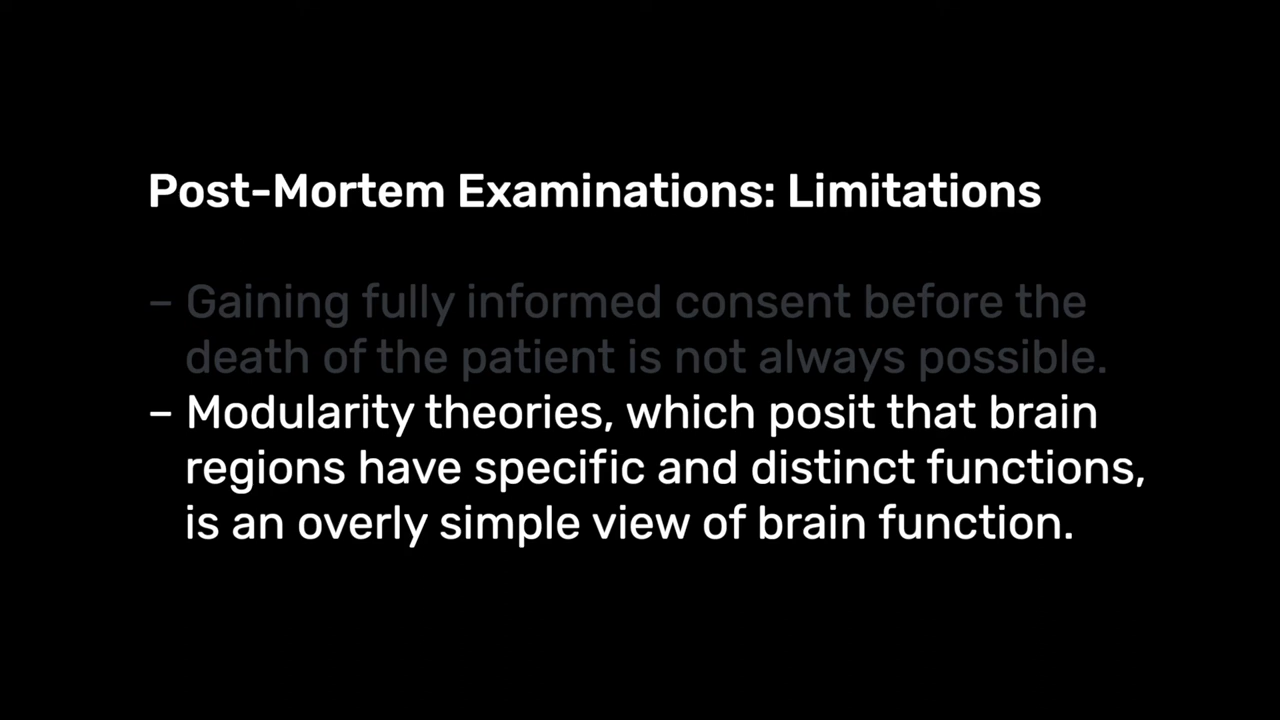 Post-Mortem Examinations: Limitations
– Gaining fully informed consent before the
death of the patient is not always possible.
– Modularity theories, which posit that brain
regions have specific and distinct functions,
is an overly simple view of brain function.